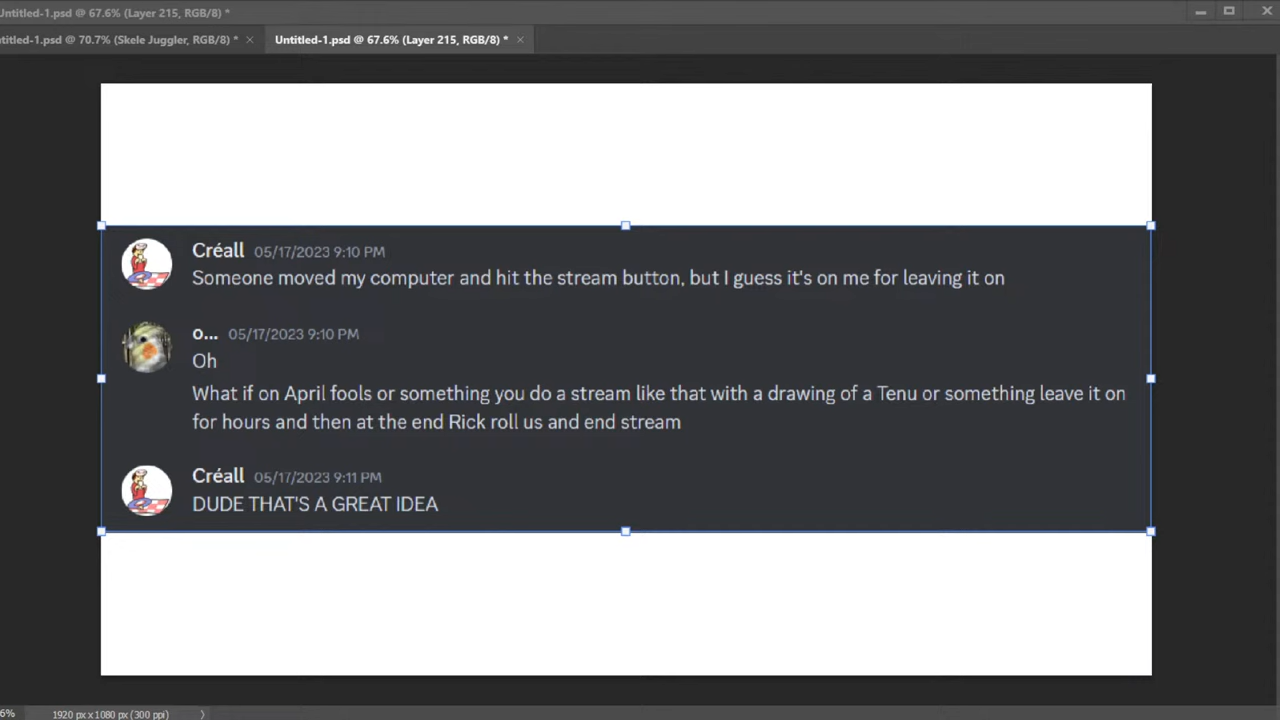 Untitled-1.psd @ 67.6% (Layer 215, RGB/8) *
titled-1.psd @ 70.7% (Skele Juggler, RGB/8) * ×
Untitled-1.psd @ 67.6% (Layer 215, RGB/8) * ×
Créall 05/17/2023 9:10 PM
Someone moved my computer and hit the stream button, but I guess it's on me for leaving it on
o... 05/17/2023 9:10 PM
Oh
What if on April fools or something you do a stream like that with a drawing of a Tenu or something leave it on
for hours and then at the end Rick roll us and end stream
Créall 05/17/2023 9:11 PM
DUDE THAT'S A GREAT IDEA
6% 1920 px x 1080 px (300 ppi)